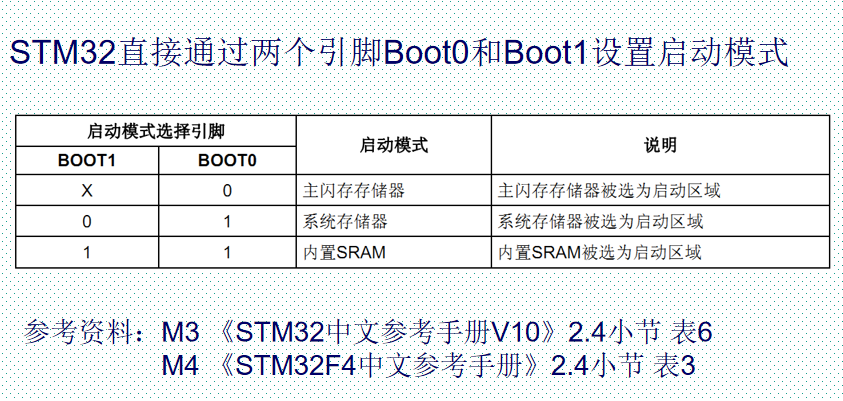 STM32直接通过两个引脚Boot0和Boot1设置启动模式
启动模式选择引脚 启动模式 说明
BOOT1 BOOT0
X 0 主闪存存储器 主闪存存储器被选为启动区域
0 1 系统存储器 系统存储器被选为启动区域
1 1 内置SRAM 内置SRAM被选为启动区域
参考资料：M3 《STM32中文参考手册V10》2.4小节 表6
M4 《STM32F4中文参考手册》2.4小节 表3